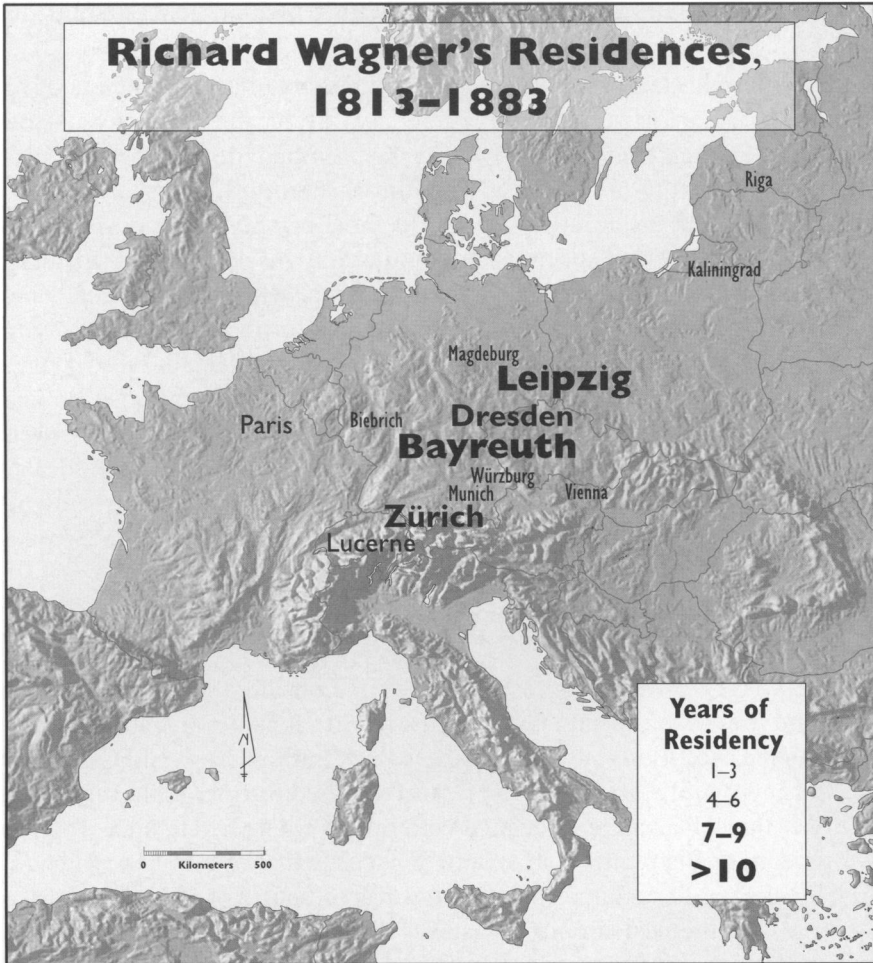 Richard Wagner's Residences,
1813–1883
Riga
Kaliningrad
Magdeburg
Leipzig
Dresden
Paris
Biebrich
Bayreuth
Würzburg
Munich
Vienna
Zürich
Lucerne
N
0 Kilometers 500
Years of
Residency
1–3
4–6
7–9
>10